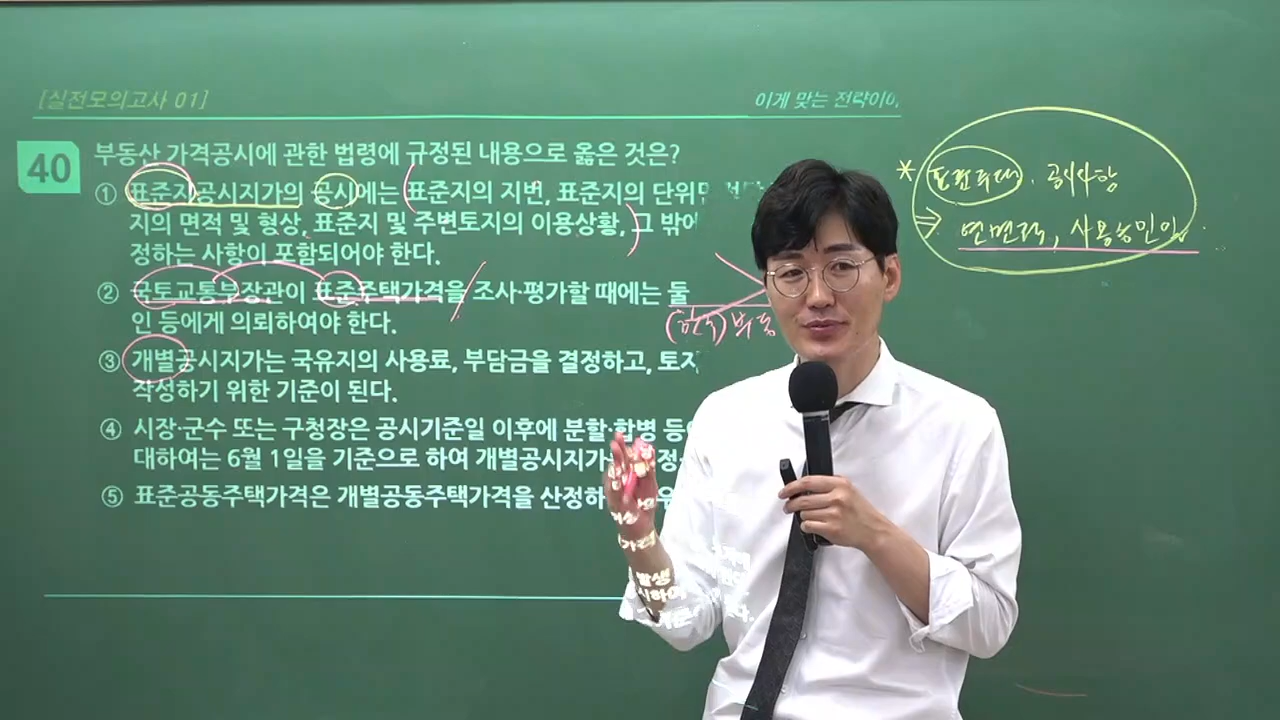 [실전모의고사 01]
이게 맞는 전략이야
40
부동산 가격공시에 관한 법령에 규정된 내용으로 옳은 것은?
① 표준지공시지가의 공시에는 표준지의 지번, 표준지의 단위면
지의 면적 및 형상, 표준지 및 주변토지의 이용상황, 그 밖에
정하는 사항이 포함되어야 한다.
② 국토교통부장관이 표준주택가격을 조사·평가할 때에는 둘
인 등에게 의뢰하여야 한다.
③ 개별공시지가는 국유지의 사용료, 부담금을 결정하고, 토지
작성하기 위한 기준이 된다.
④ 시장·군수 또는 구청장은 공시기준일 이후에 분할·합병 등이
대하여는 6월 1일을 기준으로 하여 개별공시지가
⑤ 표준공동주택가격은 개별공동주택가격을 산정하
* 표준주택 공시사항
⇒ 연면적, 사용승인일
(한국) 부동
가격
발생